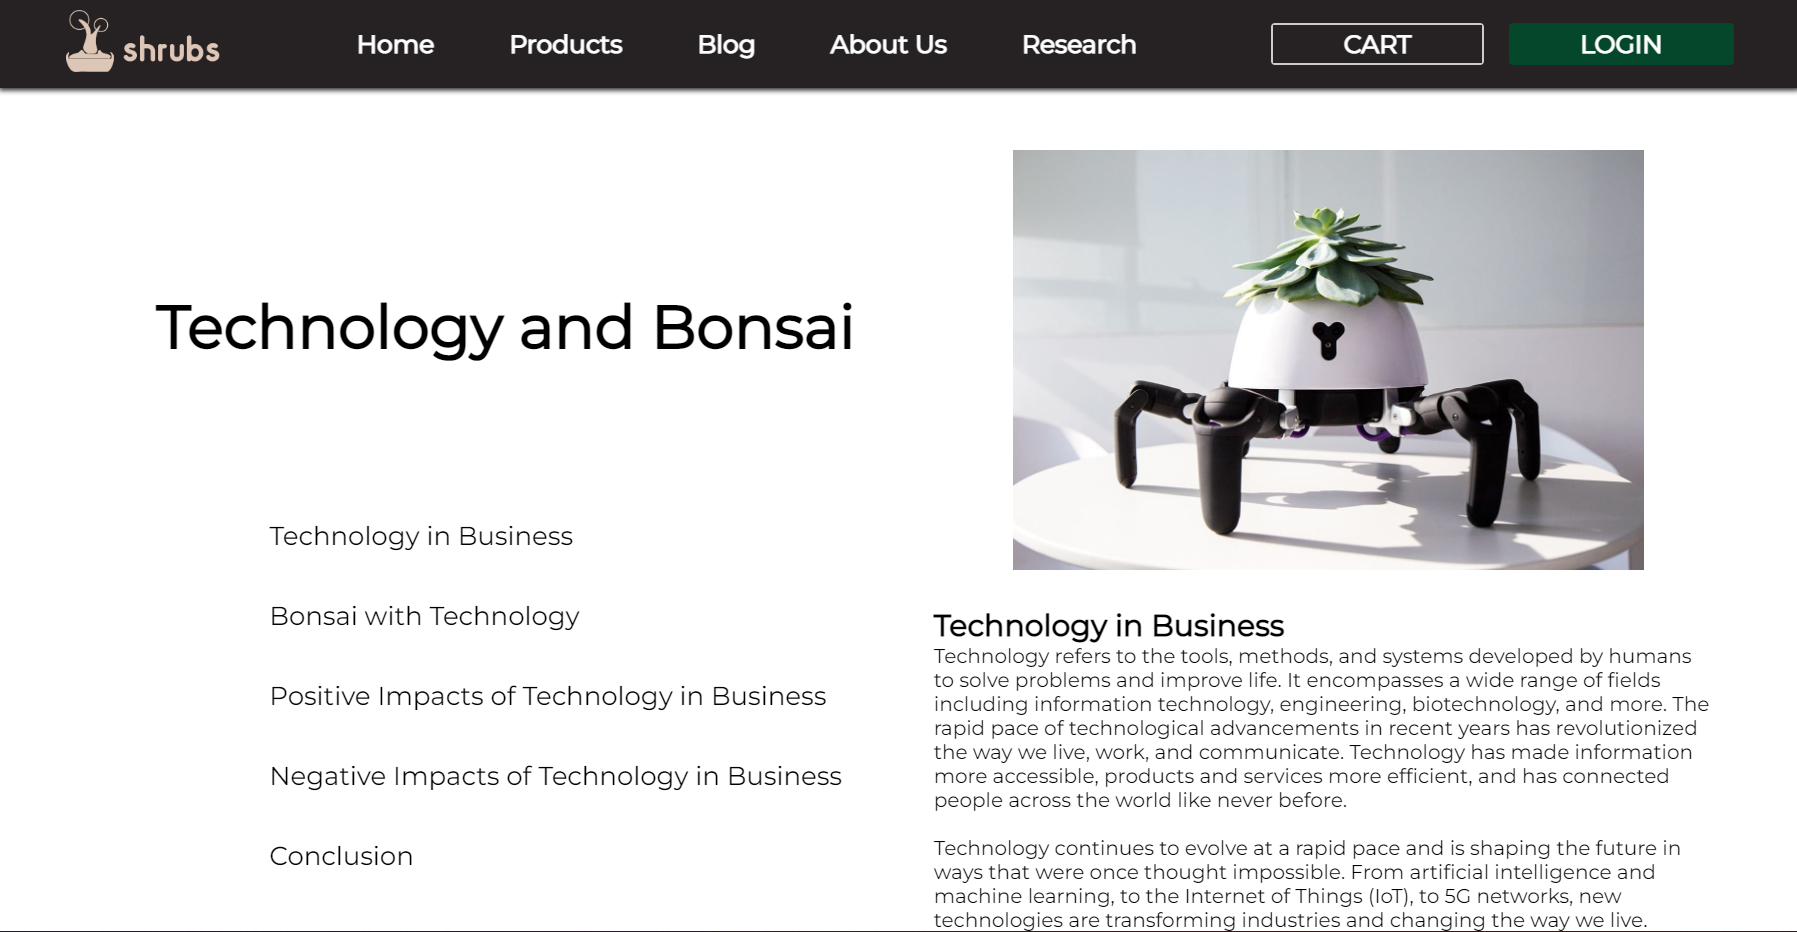 shrubs
Home
Products
Blog
About Us
Research
CART
LOGIN
Technology and Bonsai
Technology in Business
Bonsai with Technology
Positive Impacts of Technology in Business
Negative Impacts of Technology in Business
Conclusion
Technology in Business
Technology refers to the tools, methods, and systems developed by humans
to solve problems and improve life. It encompasses a wide range of fields
including information technology, engineering, biotechnology, and more. The
rapid pace of technological advancements in recent years has revolutionized
the way we live, work, and communicate. Technology has made information
more accessible, products and services more efficient, and has connected
people across the world like never before.
Technology continues to evolve at a rapid pace and is shaping the future in
ways that were once thought impossible. From artificial intelligence and
machine learning, to the Internet of Things (IoT), to 5G networks, new
technologies are transforming industries and changing the way we live.